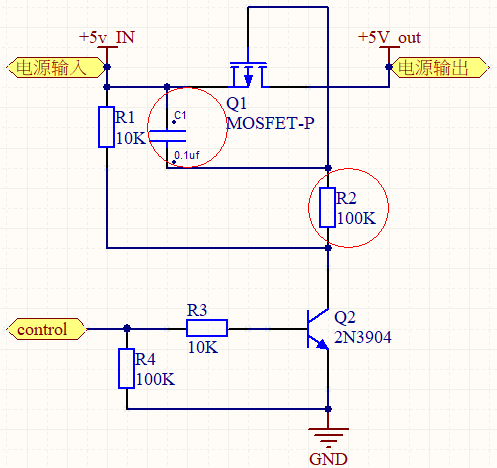 +5v_IN
+5V_out
电源输入
电源输出
C1
Q1
R1
MOSFET-P
10K
0.1uf
R2
100K
R3
Q2
control
2N3904
10K
R4
100K
GND